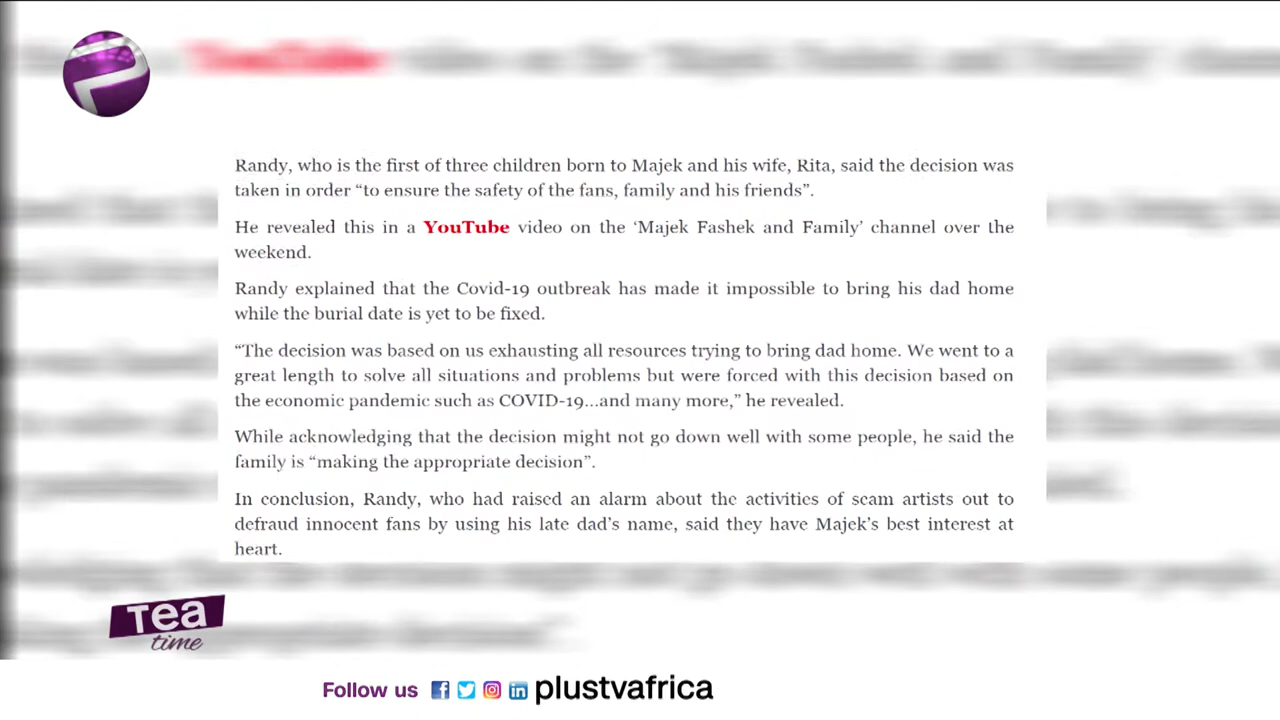 Randy, who is the first of three children born to Majek and his wife, Rita, said the decision was
taken in order “to ensure the safety of the fans, family and his friends”.
He revealed this in a YouTube video on the ‘Majek Fashek and Family’ channel over the
weekend.
Randy explained that the Covid-19 outbreak has made it impossible to bring his dad home
while the burial date is yet to be fixed.
“The decision was based on us exhausting all resources trying to bring dad home. We went to a
great length to solve all situations and problems but were forced with this decision based on
the economic pandemic such as COVID-19...and many more,” he revealed.
While acknowledging that the decision might not go down well with some people, he said the
family is “making the appropriate decision”.
In conclusion, Randy, who had raised an alarm about the activities of scam artists out to
defraud innocent fans by using his late dad’s name, said they have Majek’s best interest at
heart.
Tea
time
Follow us plustvafrica